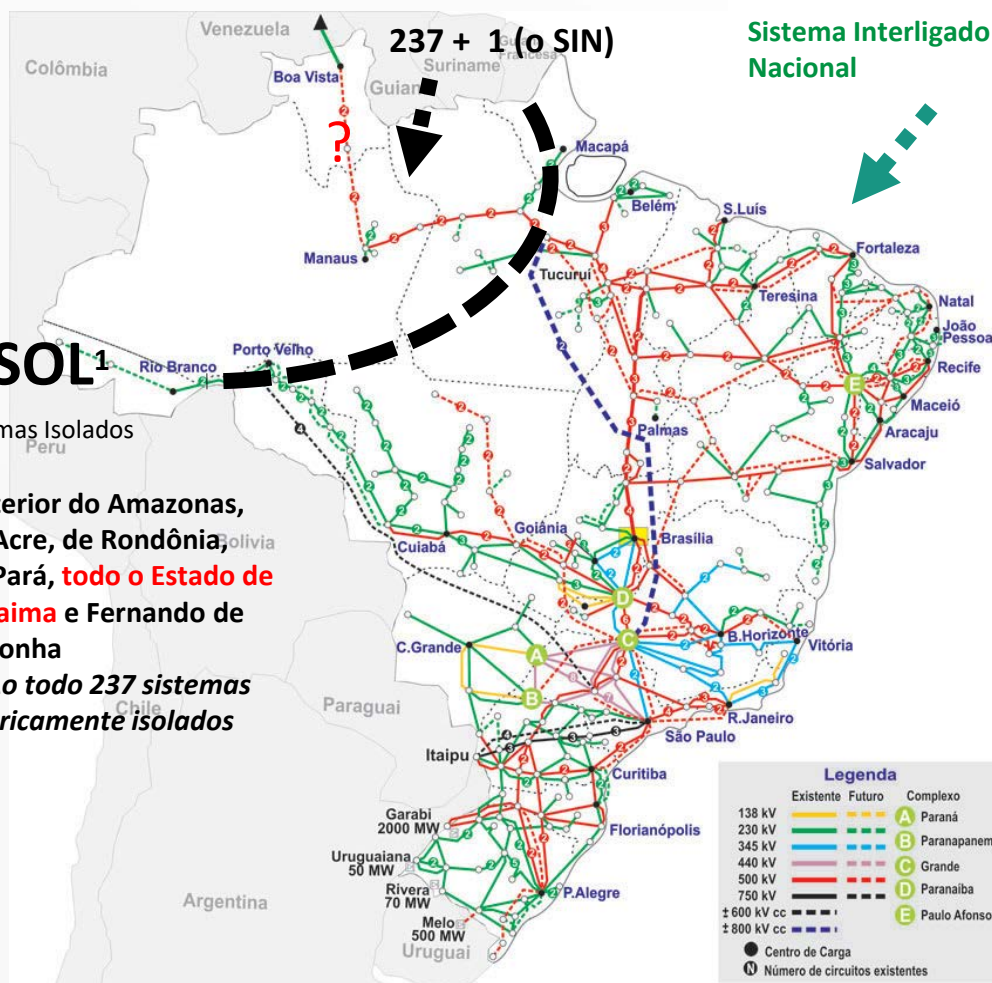 237 + 1 (o SIN)
Sistema Interligado
Nacional
Venezuela
Colômbia
Suriname
Francesa
Boa Vista
?
Macapá
Belém
S.Luís
Fortaleza
Manaus
Tucuruí
Teresina
Natal
João
Pessoa
Recife
Maceió
Aracaju
Salvador
SOL¹
Rio Branco
Porto Velho
mas Isolados
Peru
Palmas
terior do Amazonas,
Acre, de Rondônia,
Bolivia
Pará, todo o Estado de
aima e Fernando de
onha
o todo 237 sistemas
ricamente isolados
Cuiabá
Goiânia
Brasília
D
C
E
A
B
C.Grande
B.Horizonte
Vitória
Chile
Paraguai
R.Janeiro
São Paulo
Itaipu
Curitiba
Garabi
2000 MW
Florianópolis
Uruguaiana
50 MW
Rivera
70 MW
P.Alegre
Argentina
Melo
500 MW
Uruguai
Legenda
Existente Futuro Complexo
138 kV A Paraná
230 kV
345 kV B Paranapanem
440 kV C Grande
500 kV D Paranaíba
750 kV
±600 kV cc E Paulo Afonso
±800 kV cc
Centro de Carga
N Número de circuitos existentes